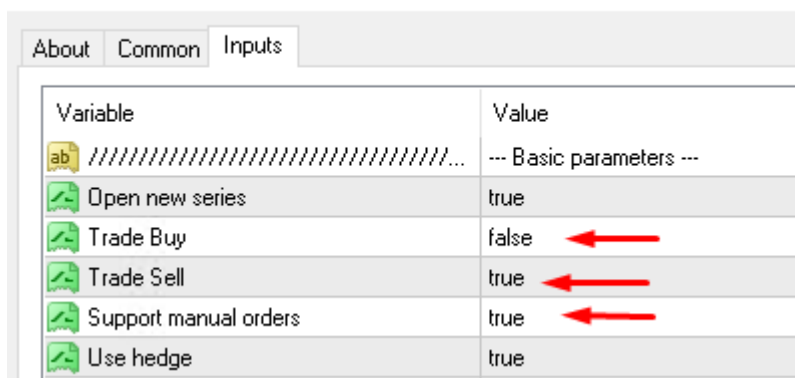 About Common Inputs
Variable Value
ab ///////////////////////////////////... --- Basic parameters ---
Open new series true
Trade Buy false
Trade Sell true
Support manual orders true
Use hedge true